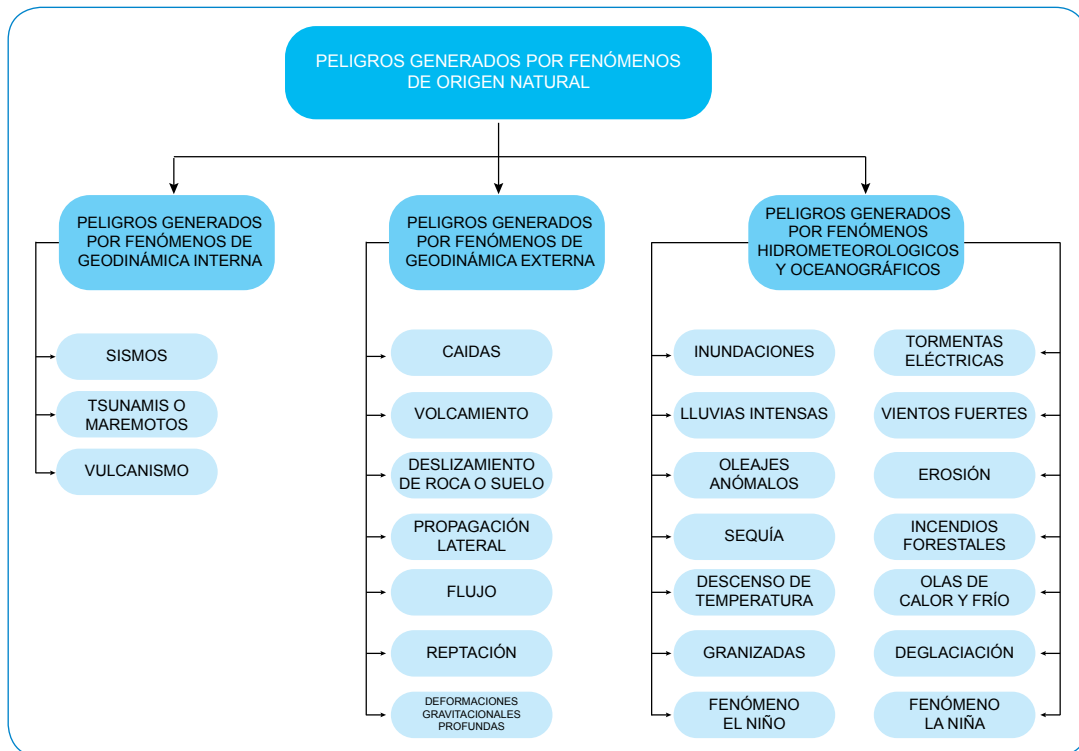 PELIGROS GENERADOS POR FENÓMENOS
DE ORIGEN NATURAL
PELIGROS GENERADOS
POR FENÓMENOS DE
GEODINÁMICA INTERNA
SISMOS
TSUNAMIS O
MAREMOTOS
VULCANISMO
PELIGROS GENERADOS
POR FENÓMENOS DE
GEODINÁMICA EXTERNA
CAIDAS
VOLCAMIENTO
DESLIZAMIENTO
DE ROCA O SUELO
PROPAGACIÓN
LATERAL
FLUJO
REPTACIÓN
DEFORMACIONES
GRAVITACIONALES
PROFUNDAS
PELIGROS GENERADOS
POR FENÓMENOS
HIDROMETEOROLOGICOS
Y OCEANOGRÁFICOS
INUNDACIONES
LLUVIAS INTENSAS
OLEAJES
ANÓMALOS
SEQUÍA
DESCENSO DE
TEMPERATURA
GRANIZADAS
FENÓMENO
EL NIÑO
TORMENTAS
ELÉCTRICAS
VIENTOS FUERTES
EROSIÓN
INCENDIOS
FORESTALES
OLAS DE
CALOR Y FRÍO
DEGLACIACIÓN
FENÓMENO
LA NIÑA